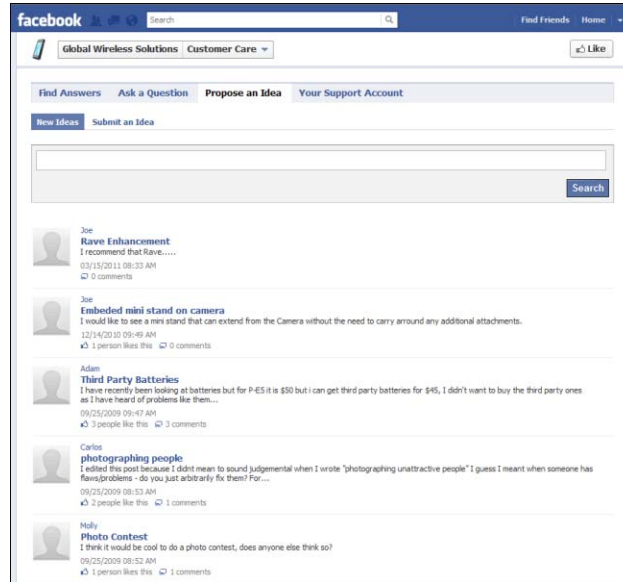 facebook
Search
Find Friends Home
Global Wireless Solutions Customer Care
Like
Find Answers Ask a Question Propose an Idea Your Support Account
New Ideas Submit an Idea
Search
Joe
Rave Enhancement
I recommend that Rave.....
03/15/2011 08:33 AM
0 comments
Joe
Embeded mini stand on camera
I would like to see a mini stand that can extend from the Camera without the need to carry arround any additional attachments.
12/14/2010 09:49 AM
1 person likes this 0 comments
Adam
Third Party Batteries
I have recently been looking at batteries but for P-E5 it is $50 but i can get third party batteries for $45, I didn't want to buy the third party ones
as I have heard of problems like them...
09/25/2009 09:47 AM
3 people like this 3 comments
Carlos
photographing people
I edited this post because I didnt mean to sound judgemental when I wrote "photographing unattractive people" I guess I meant when someone has
flaws/problems - do you just arbitrarily fix them? For...
09/25/2009 08:53 AM
2 people like this 1 comments
Molly
Photo Contest
I think it would be cool to do a photo contest, does anyone else think so?
09/25/2009 08:52 AM
1 person likes this 1 comments